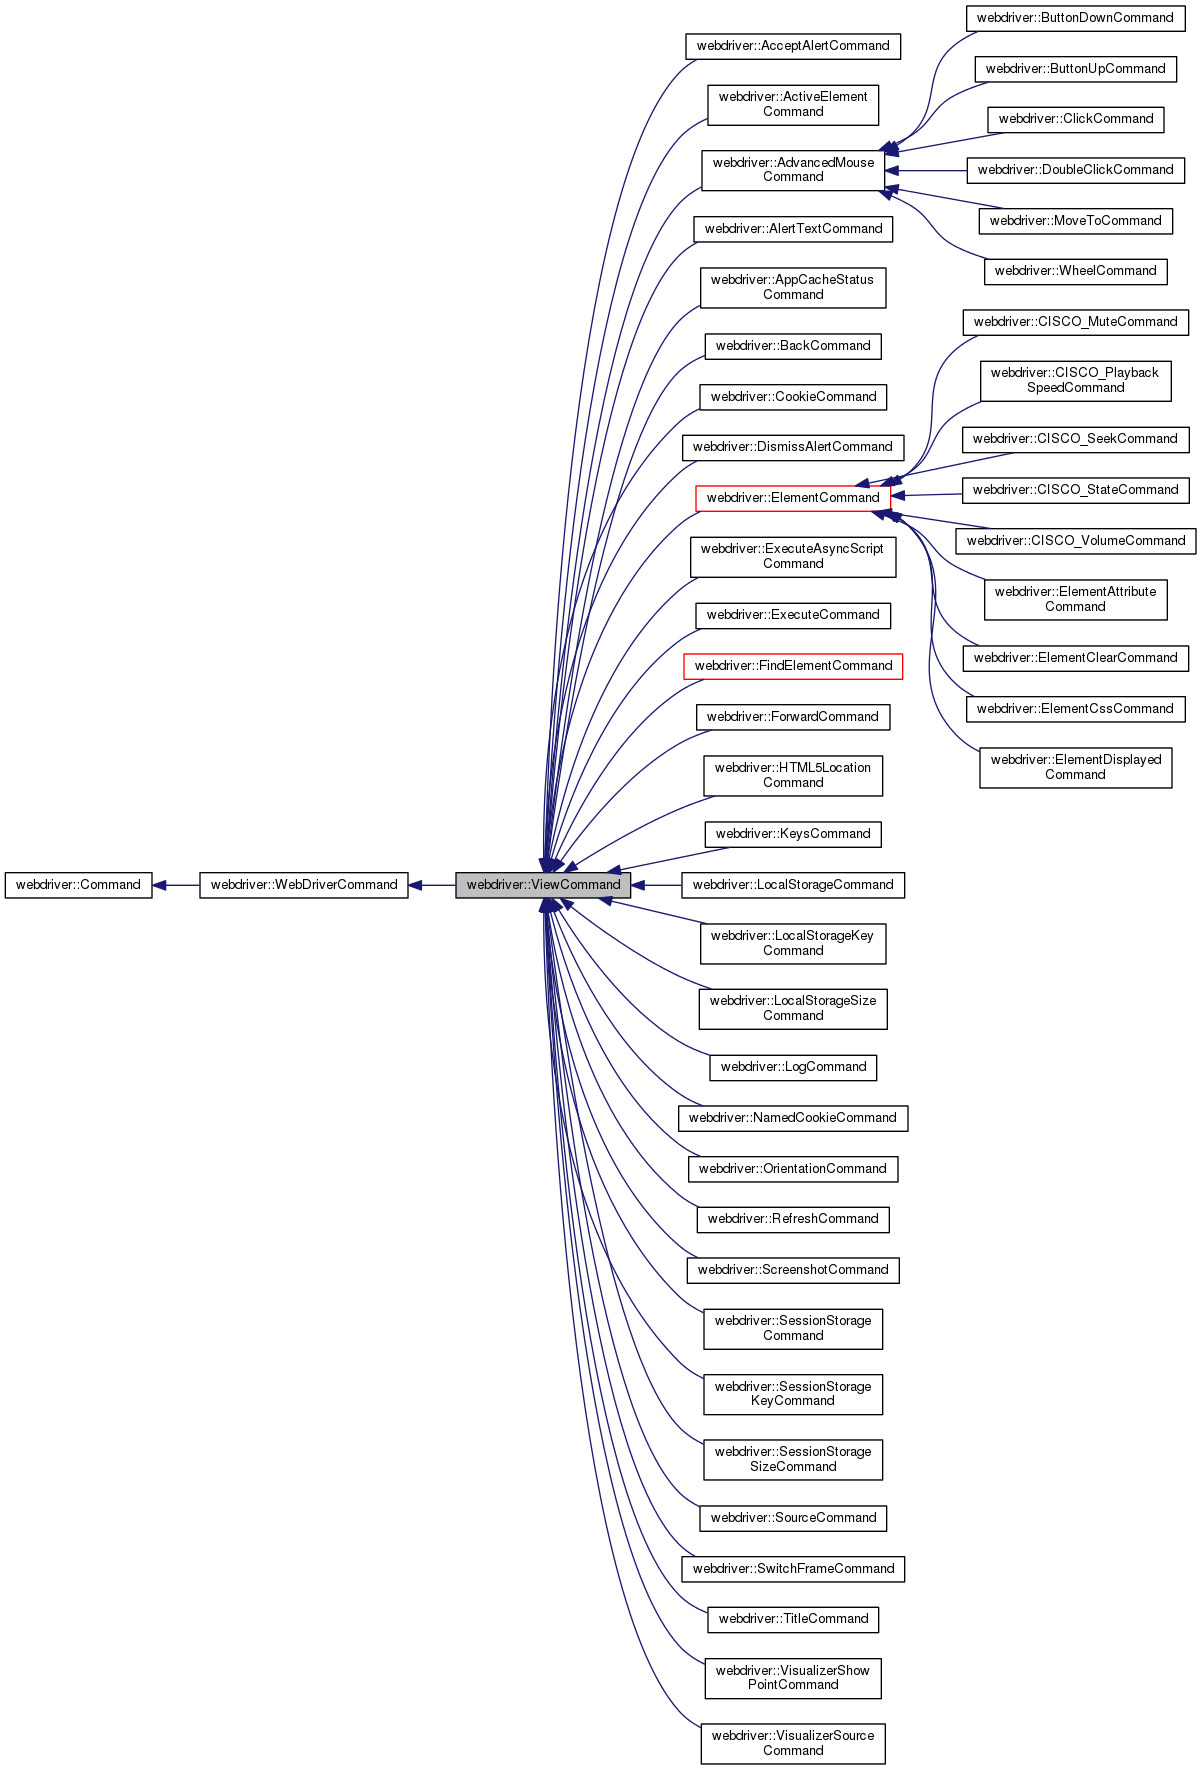 webdriver::Command
webdriver::WebDriverCommand
webdriver::ViewCommand
webdriver::AcceptAlertCommand
webdriver::ActiveElement
Command
webdriver::AdvancedMouse
Command
webdriver::AlertTextCommand
webdriver::AppCacheStatus
Command
webdriver::BackCommand
webdriver::CookieCommand
webdriver::DismissAlertCommand
webdriver::ElementCommand
webdriver::ExecuteAsyncScript
Command
webdriver::ExecuteCommand
webdriver::FindElementCommand
webdriver::ForwardCommand
webdriver::HTML5Location
Command
webdriver::KeysCommand
webdriver::LocalStorageCommand
webdriver::LocalStorageKey
Command
webdriver::LocalStorageSize
Command
webdriver::LogCommand
webdriver::NamedCookieCommand
webdriver::OrientationCommand
webdriver::RefreshCommand
webdriver::ScreenshotCommand
webdriver::SessionStorage
Command
webdriver::SessionStorage
KeyCommand
webdriver::SessionStorage
SizeCommand
webdriver::SourceCommand
webdriver::SwitchFrameCommand
webdriver::TitleCommand
webdriver::VisualizerShow
PointCommand
webdriver::VisualizerSource
Command
webdriver::ButtonDownCommand
webdriver::ButtonUpCommand
webdriver::ClickCommand
webdriver::DoubleClickCommand
webdriver::MoveToCommand
webdriver::WheelCommand
webdriver::CISCO_MuteCommand
webdriver::CISCO_Playback
SpeedCommand
webdriver::CISCO_SeekCommand
webdriver::CISCO_StateCommand
webdriver::CISCO_VolumeCommand
webdriver::ElementAttribute
Command
webdriver::ElementClearCommand
webdriver::ElementCssCommand
webdriver::ElementDisplayed
Command